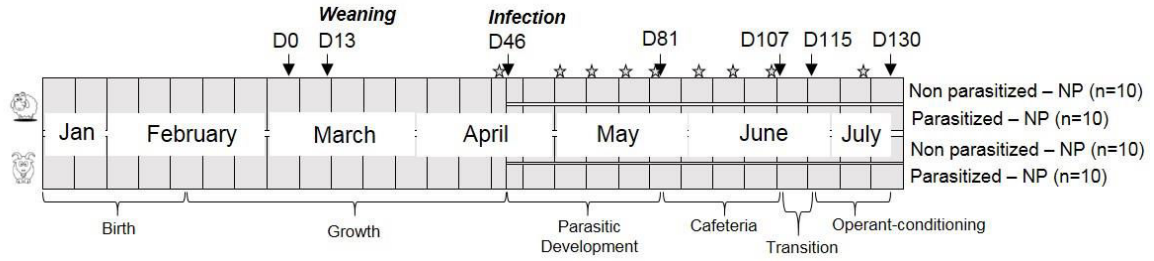 Weaning
Infection
D0 D13 D46 D81 D107 D115 D130
Non parasitized – NP (n=10)
Parasitized – NP (n=10)
Jan February March April May June July
Non parasitized – NP (n=10)
Parasitized – NP (n=10)
Birth
Growth
Parasitic
Development
Cafeteria
Transition
Operant-conditioning